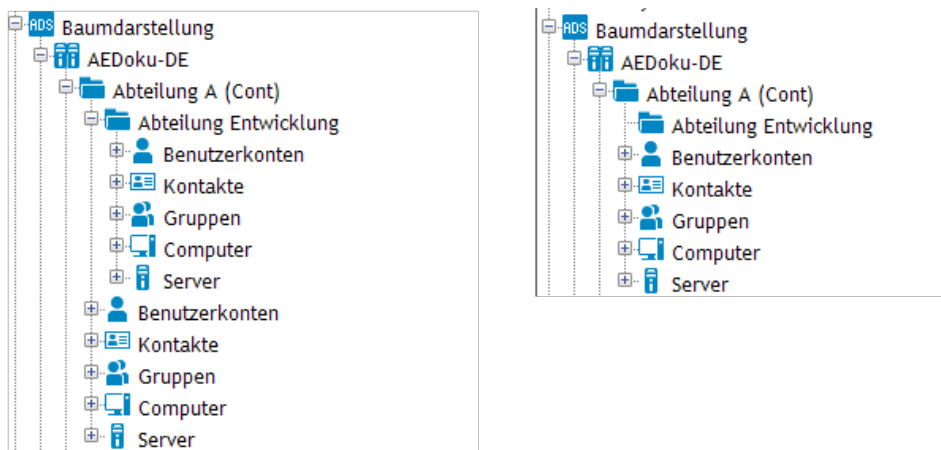 ADS Baumdarstellung
AEDoku-DE
Abteilung A (Cont)
Abteilung Entwicklung
Benutzerkonten
Kontakte
Gruppen
Computer
Server
Benutzerkonten
Kontakte
Gruppen
Computer
Server
ADS Baumdarstellung
AEDoku-DE
Abteilung A (Cont)
Abteilung Entwicklung
Benutzerkonten
Kontakte
Gruppen
Computer
Server